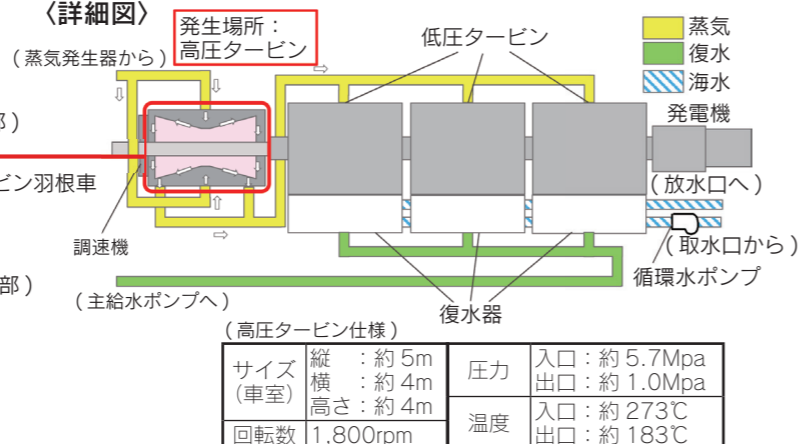 〈詳細図〉
発生場所：
高圧タービン
(蒸気発生器から)
低圧タービン
蒸気
復水
海水
発電機
部)
ビン羽根車
(放水口へ)
調速機
(取水口から)
循環水ポンプ
部)
(主給水ポンプへ)
復水器
(高圧タービン仕様)
サイズ
(車室)
縦　：約5m
横　：約4m
高さ：約4m
圧力
入口：約5.7Mpa
出口：約1.0Mpa
回転数
1,800rpm
温度
入口：約273℃
出口：約183℃